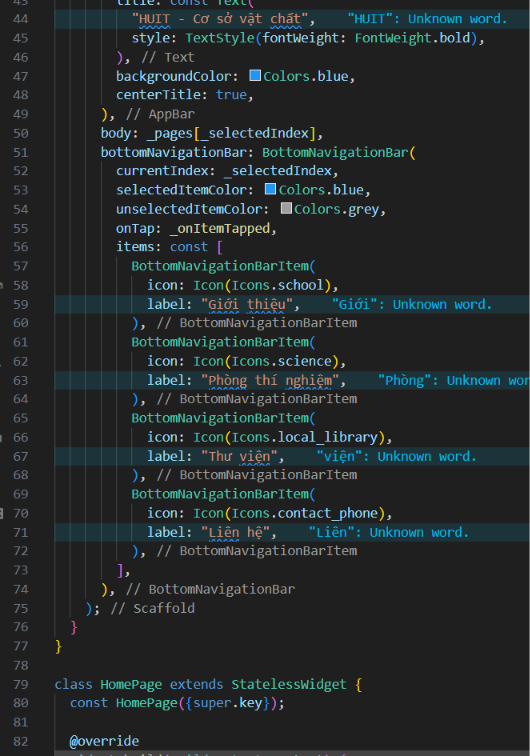 title: const Text(
44 "HUIT - Cơ sở vật chất", "HUIT": Unknown word.
45 style: TextStyle(fontWeight: FontWeight.bold),
46 ), // Text
47 backgroundColor: Colors.blue,
48 centerTitle: true,
49 ), // AppBar
50 body: _pages[_selectedIndex],
51 bottomNavigationBar: BottomNavigationBar(
52 currentIndex: _selectedIndex,
53 selectedItemColor: Colors.blue,
54 unselectedItemColor: Colors.grey,
55 onTap: _onItemTapped,
56 items: const [
57 BottomNavigationBarItem(
58 icon: Icon(Icons.school),
59 label: "Giới thiệu", "Giới": Unknown word.
60 ), // BottomNavigationBarItem
61 BottomNavigationBarItem(
62 icon: Icon(Icons.science),
63 label: "Phòng thí nghiệm", "Phòng": Unknown wor
64 ), // BottomNavigationBarItem
65 BottomNavigationBarItem(
66 icon: Icon(Icons.local_library),
67 label: "Thư viện", "viện": Unknown word.
68 ), // BottomNavigationBarItem
69 BottomNavigationBarItem(
70 icon: Icon(Icons.contact_phone),
71 label: "Liên hệ", "Liên": Unknown word.
72 ), // BottomNavigationBarItem
73 ],
74 ), // BottomNavigationBar
75 ); // Scaffold
76 }
77 }
78
79 class HomePage extends StatelessWidget {
80 const HomePage({super.key});
81
82 @override